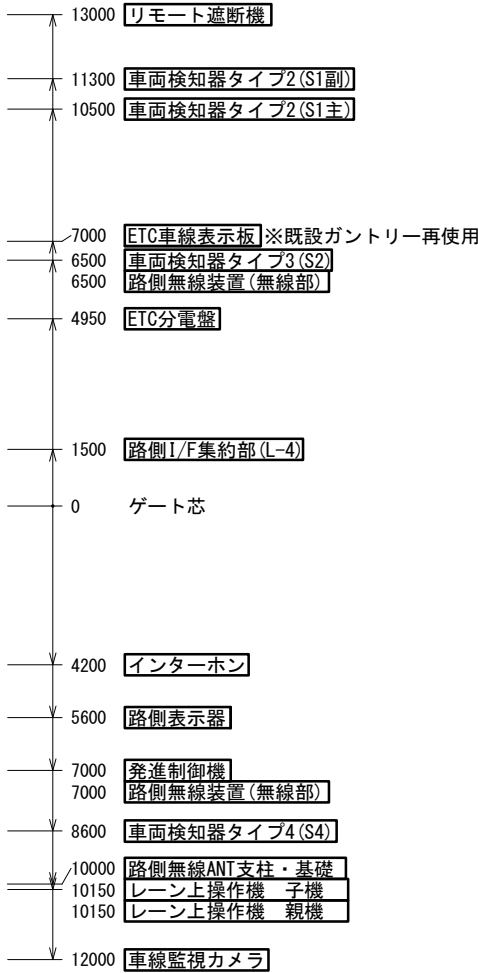 13000 リモート遮断機
11300 車両検知器タイプ2(S1副)
10500 車両検知器タイプ2(S1主)
7000 ETC車線表示板 ※既設ガントリー再使用
6500 車両検知器タイプ3(S2)
6500 路側無線装置(無線部)
4950 ETC分電盤
1500 路側I/F集約部(L-4)
0 ゲート芯
4200 インターホン
5600 路側表示器
7000 発進制御機
7000 路側無線装置(無線部)
8600 車両検知器タイプ4(S4)
10000 路側無線ANT支柱・基礎
10150 レーン上操作機 子機
10150 レーン上操作機 親機
12000 車線監視カメラ